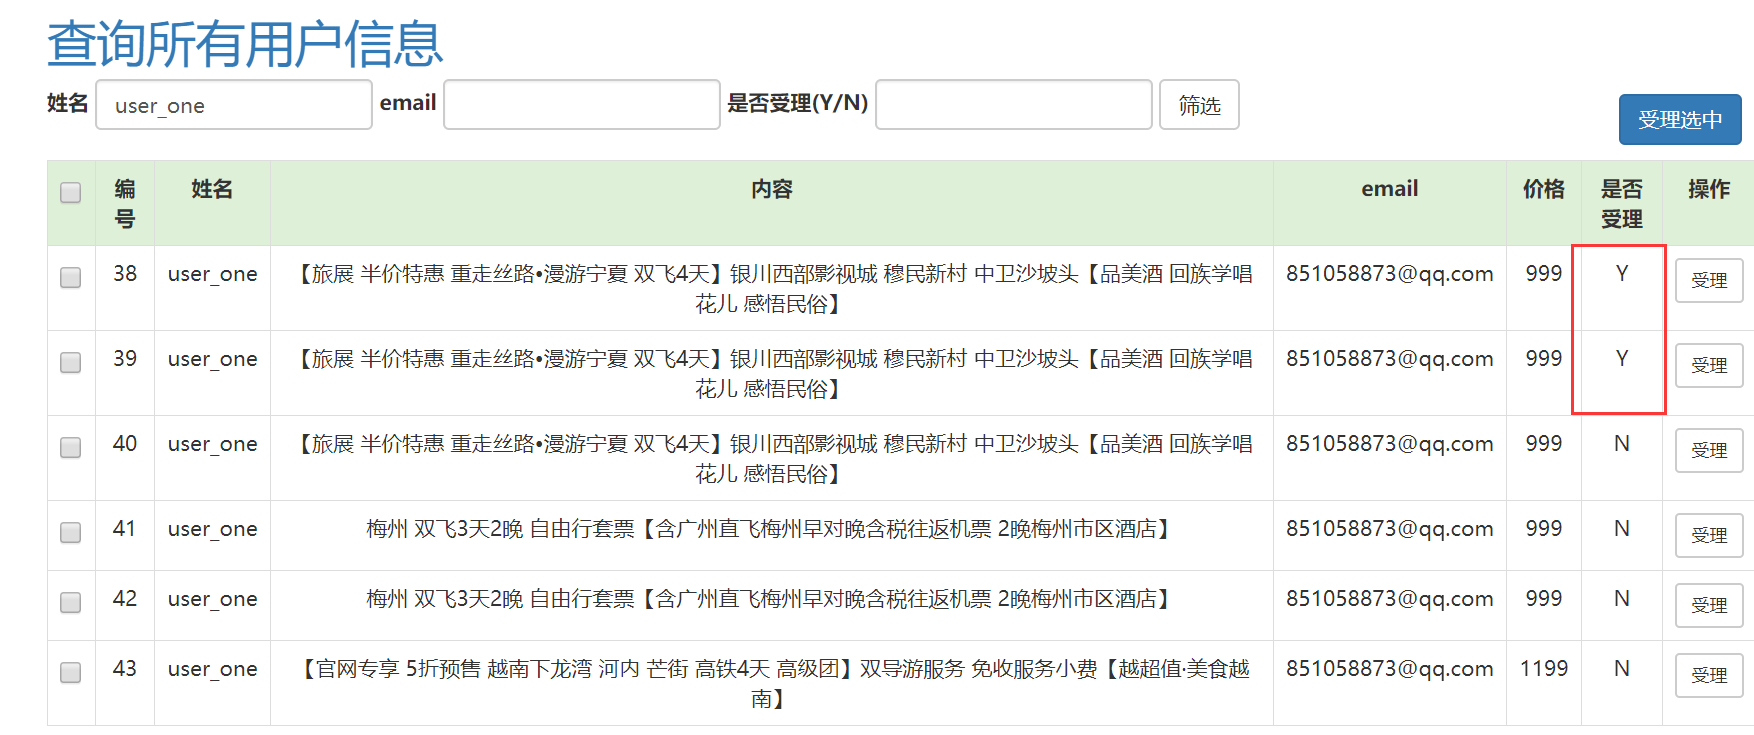 查询所有用户信息
姓名 user_one email 是否受理(Y/N) 筛选
受理选中
编号 姓名 内容 email 价格 是否受理 操作
38 user_one 【旅展 半价特惠 重走丝路•漫游宁夏 双飞4天】银川西部影视城 穆民新村 中卫沙坡头【品美酒 回族学唱 851058873@qq.com 999 Y 受理
花儿 感悟民俗】
39 user_one 【旅展 半价特惠 重走丝路•漫游宁夏 双飞4天】银川西部影视城 穆民新村 中卫沙坡头【品美酒 回族学唱 851058873@qq.com 999 Y 受理
花儿 感悟民俗】
40 user_one 【旅展 半价特惠 重走丝路•漫游宁夏 双飞4天】银川西部影视城 穆民新村 中卫沙坡头【品美酒 回族学唱 851058873@qq.com 999 N 受理
花儿 感悟民俗】
41 user_one 梅州 双飞3天2晚 自由行套票【含广州直飞梅州早对晚含税往返机票 2晚梅州市区酒店】 851058873@qq.com 999 N 受理
42 user_one 梅州 双飞3天2晚 自由行套票【含广州直飞梅州早对晚含税往返机票 2晚梅州市区酒店】 851058873@qq.com 999 N 受理
43 user_one 【官网专享 5折预售 越南下龙湾 河内 芒街 高铁4天 高级团】双导游服务 免收服务小费【越超值·美食越 851058873@qq.com 1199 N 受理
南】